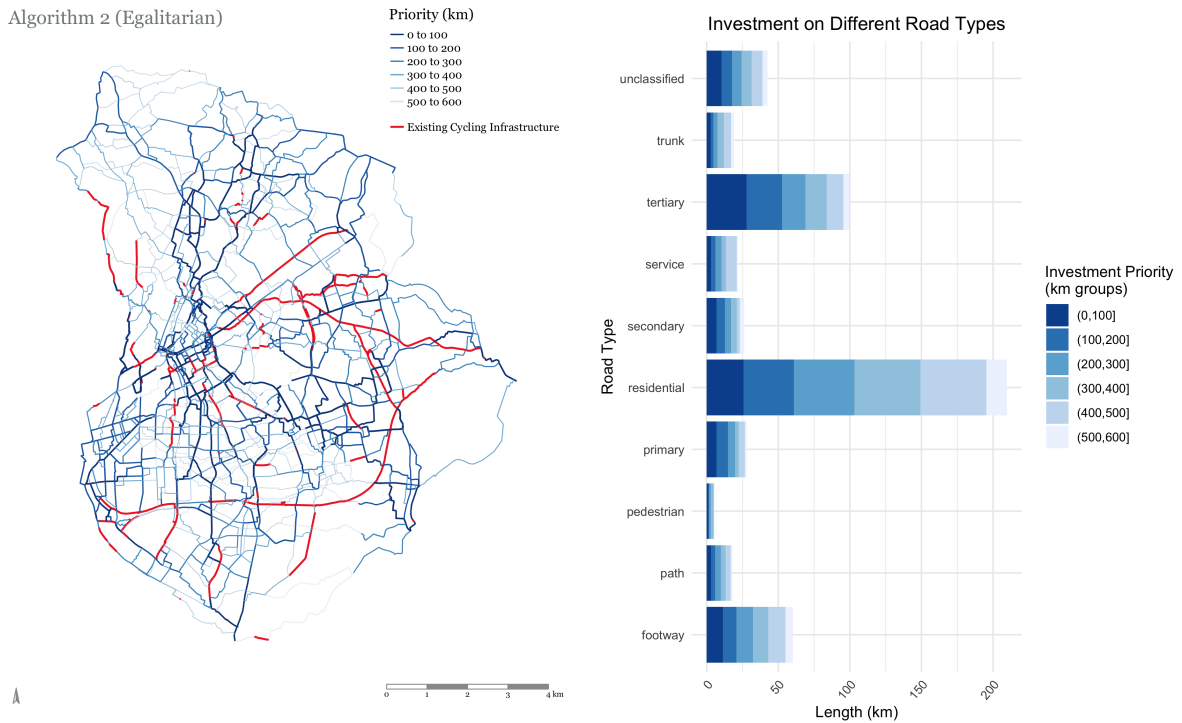 Algorithm 2 (Egalitarian)
Priority (km)
0 to 100
100 to 200
200 to 300
300 to 400
400 to 500
500 to 600
Existing Cycling Infrastructure
0 1 2 3 4 km
Investment on Different Road Types
Road Type
unclassified
trunk
tertiary
service
secondary
residential
primary
pedestrian
path
footway
0 50 100 150 200
Length (km)
Investment Priority
(km groups)
(0,100]
(100,200]
(200,300]
(300,400]
(400,500]
(500,600]